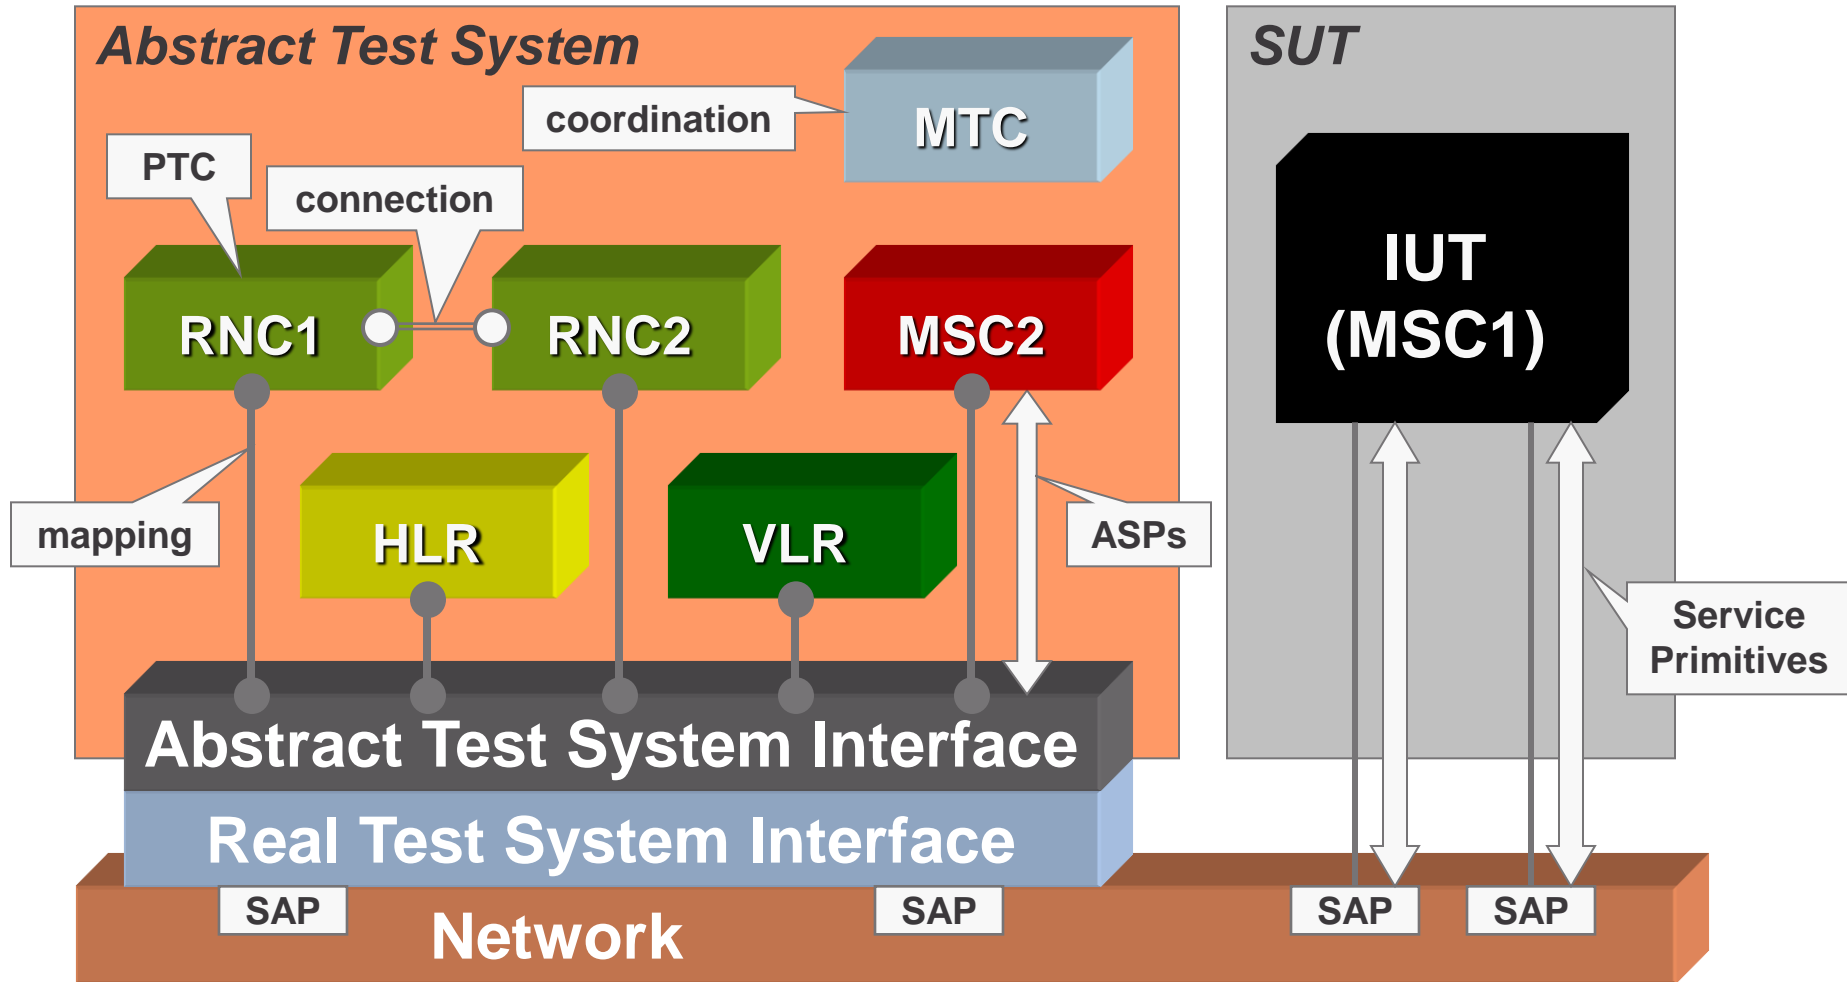 Abstract Test System
SUT
coordination
MTC
PTC
connection
IUT
(MSC1)
RNC1
RNC2
MSC2
mapping
HLR
VLR
ASPs
Service
Primitives
Abstract Test System Interface
Real Test System Interface
SAP
SAP
SAP
SAP
Network